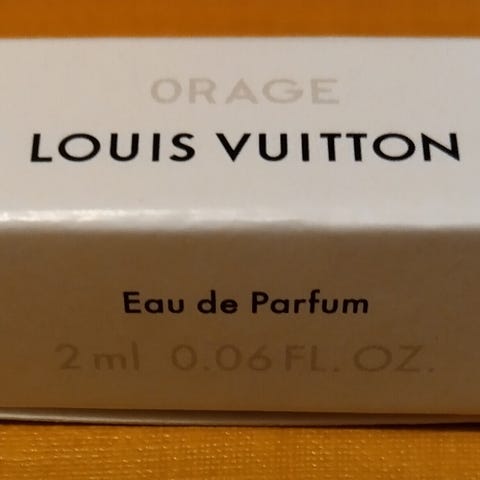 ORAGE
LOUIS VUITTON
Eau de Parfum
2 ml 0.06 FL. OZ.